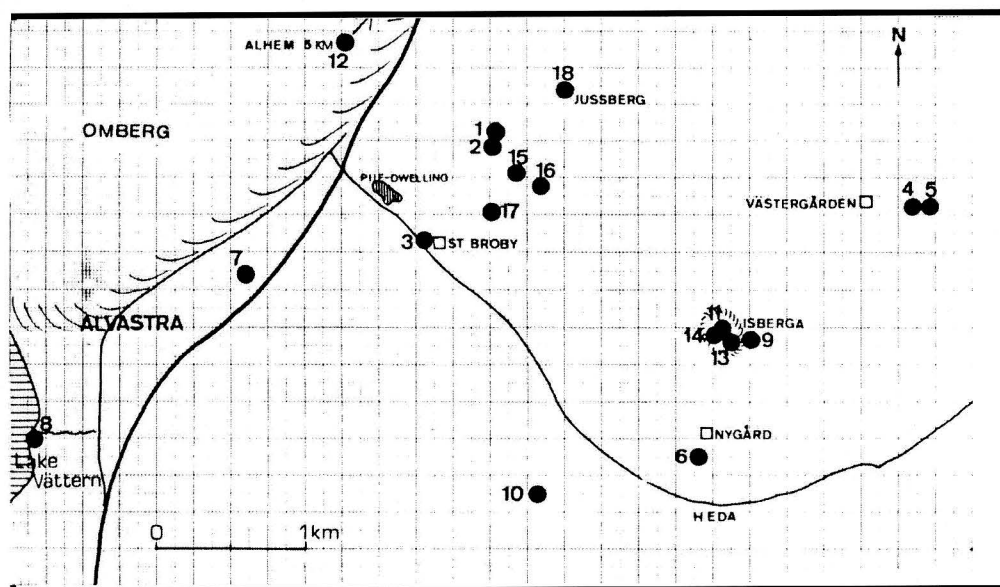 ALHEM 5 KM
12
N
18
JUSSBERG
OMBERG
1
2
15
16
PILE-DWELLING
VÄSTERGÅRDEN
4
5
17
3
ST BROBY
7
ALVASTRA
11
ISBERGA
14
13
9
8
Lake
Vättern
NYGÅRD
6
10
HEDA
0
1km